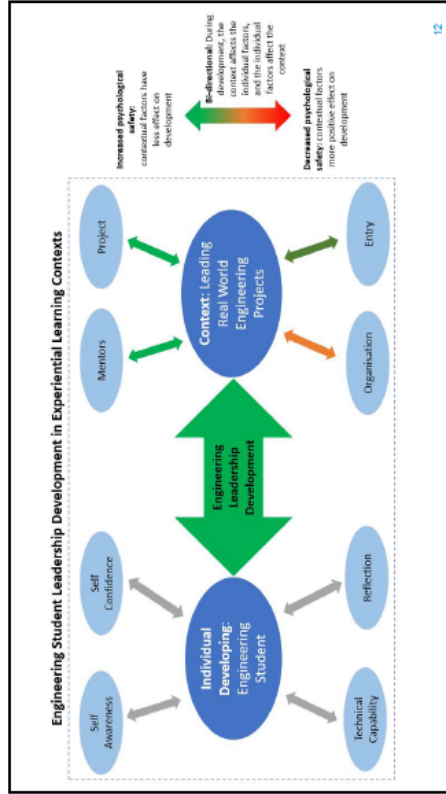 Engineering Student Leadership Development in Experiential Learning Contexts
Self
Awareness
Self
Confidence
Mentors
Project
Individual
Developing:
Engineering
Student
Engineering
Leadership
Development
Context: Leading
Real World
Engineering
Projects
Technical
Capability
Reflection
Organisation
Entry
Increased psychological
safety:
contextual factors have
less effect on
development
Bi-directional: During
development, the
context affects the
individual factors,
and the individual
factors affect the
context
Decreased psychological
safety: contextual factors
more positive effect on
development
12